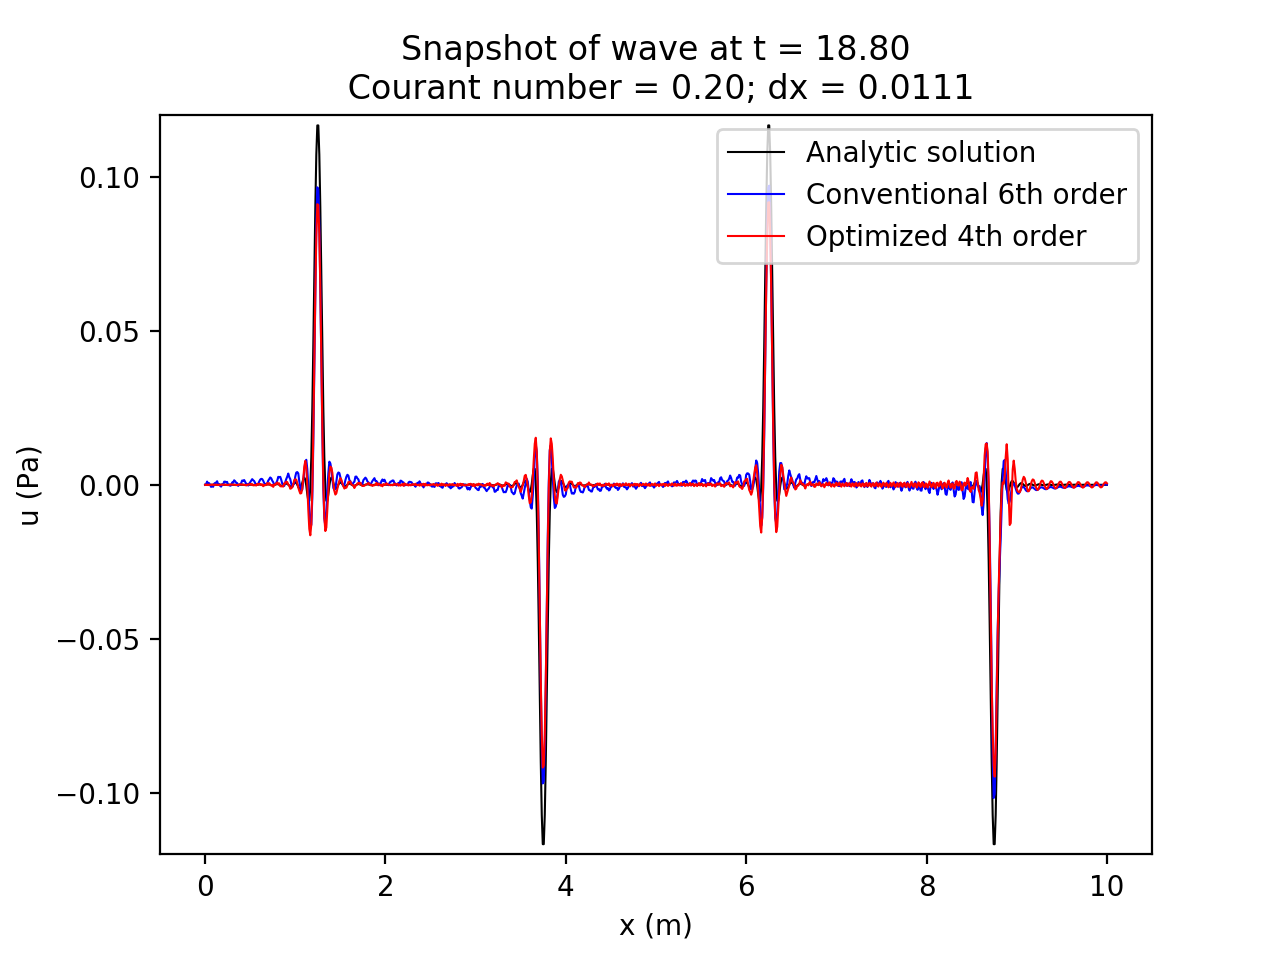 Snapshot of wave at t = 18.80
Courant number = 0.20; dx = 0.0111
Analytic solution
Conventional 6th order
Optimized 4th order
0.10
0.05
0.00
−0.05
−0.10
u (Pa)
0 2 4 6 8 10
x (m)